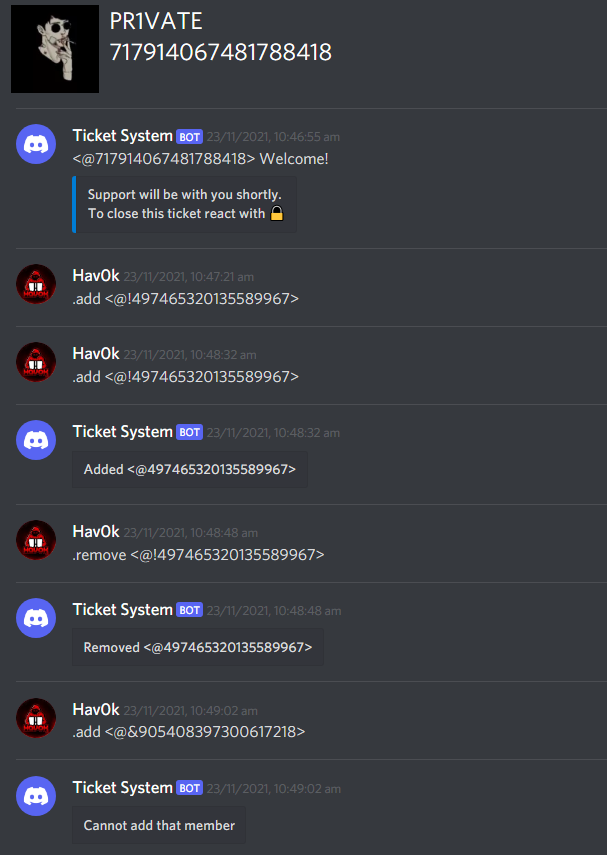 PR1VATE
717914067481788418
Ticket System BOT 23/11/2021, 10:46:55 am
<@717914067481788418> Welcome!
Support will be with you shortly.
To close this ticket react with 🔒
Hav0k 23/11/2021, 10:47:21 am
.add <@!497465320135589967>
Hav0k 23/11/2021, 10:48:32 am
.add <@!497465320135589967>
Ticket System BOT 23/11/2021, 10:48:32 am
Added <@497465320135589967>
Hav0k 23/11/2021, 10:48:48 am
.remove <@!497465320135589967>
Ticket System BOT 23/11/2021, 10:48:48 am
Removed <@497465320135589967>
Hav0k 23/11/2021, 10:49:02 am
.add <@&905408397300617218>
Ticket System BOT 23/11/2021, 10:49:02 am
Cannot add that member